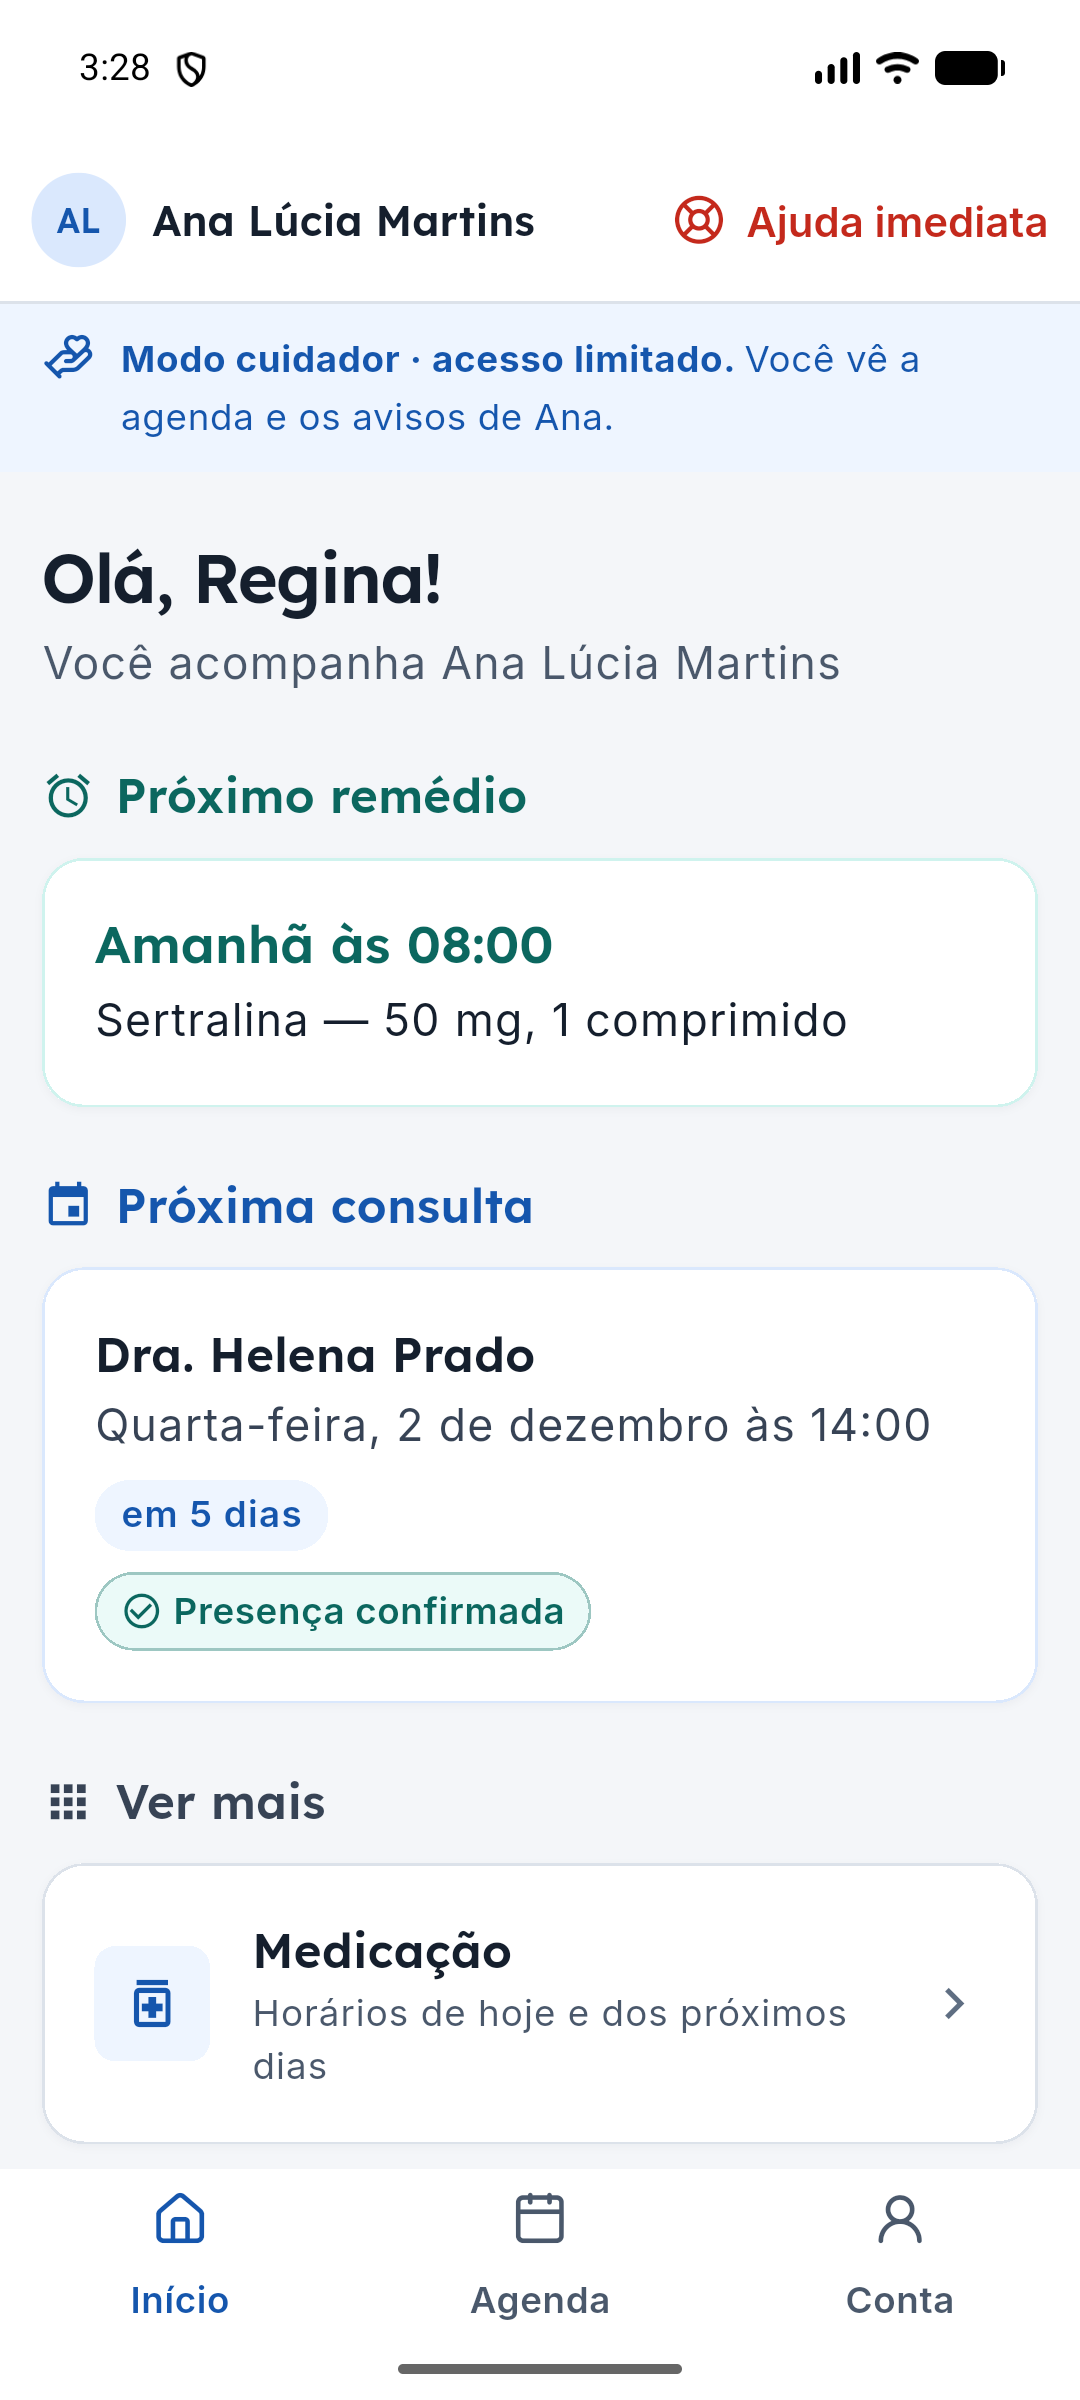 3:28
AL
Ana Lúcia Martins
Ajuda imediata
Modo cuidador · acesso limitado. Você vê a
agenda e os avisos de Ana.
Olá, Regina!
Você acompanha Ana Lúcia Martins
Próximo remédio
Amanhã às 08:00
Sertralina — 50 mg, 1 comprimido
Próxima consulta
Dra. Helena Prado
Quarta-feira, 2 de dezembro às 14:00
em 5 dias
Presença confirmada
Ver mais
Medicação
Horários de hoje e dos próximos
dias
Início
Agenda
Conta